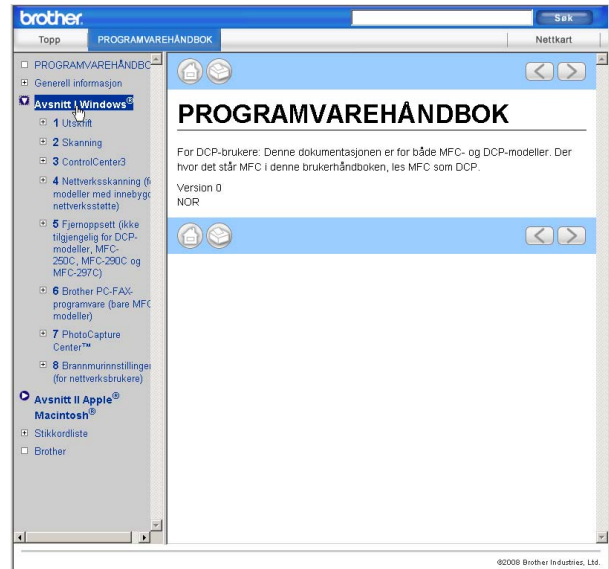 brother.
Søk
Topp
PROGRAMVAREHÅNDBOK
Nettkart
PROGRAMVAREHÅNDBO
Generell informasjon
Avsnitt I Windows®
1 Utskrift
2 Skanning
3 ControlCenter3
4 Nettverksskanning (f
modeller med innebygd
nettverksstøtte)
5 Fjernoppsett (ikke
tilgjengelig for DCP-
modeller, MFC-
250C, MFC-290C og
MFC-297C)
6 Brother PC-FAX-
programvare (bare MFC
modeller)
7 PhotoCapture
Center™
8 Brannmurinnstillinger
(for nettverksbrukere)
Avsnitt II Apple®
Macintosh®
Stikkordliste
Brother
PROGRAMVAREHÅNDBOK
For DCP-brukere: Denne dokumentasjonen er for både MFC- og DCP-modeller. Der
hvor det står MFC i denne brukerhåndboken, les MFC som DCP.
Version 0
NOR
©2008 Brother Industries, Ltd.